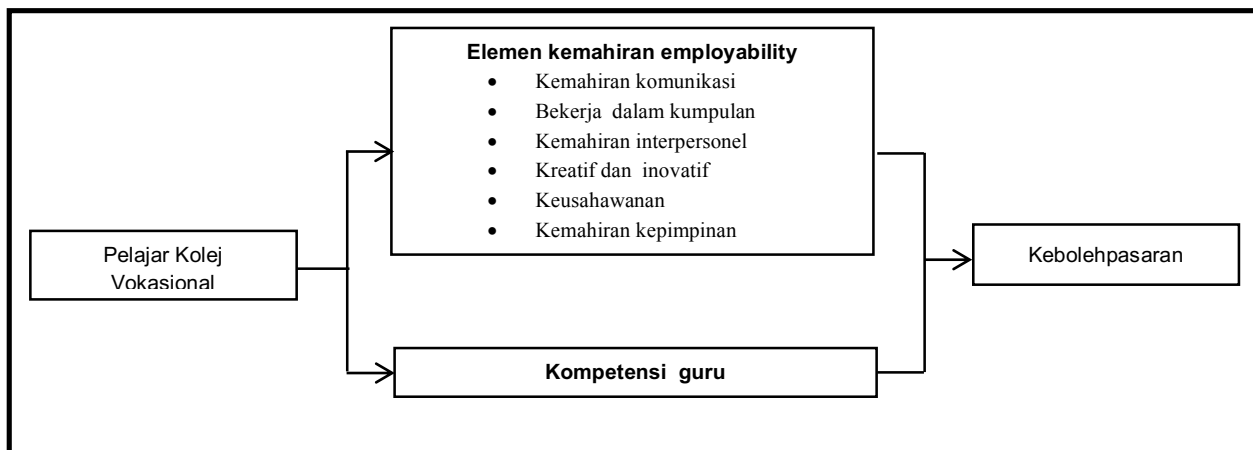 Elemen kemahiran employability
• Kemahiran komunikasi
• Bekerja dalam kumpulan
• Kemahiran interpersonel
• Kreatif dan inovatif
• Keusahawanan
• Kemahiran kepimpinan
Pelajar Kolej
Vokasional
Kebolehpasaran
Kompetensi guru